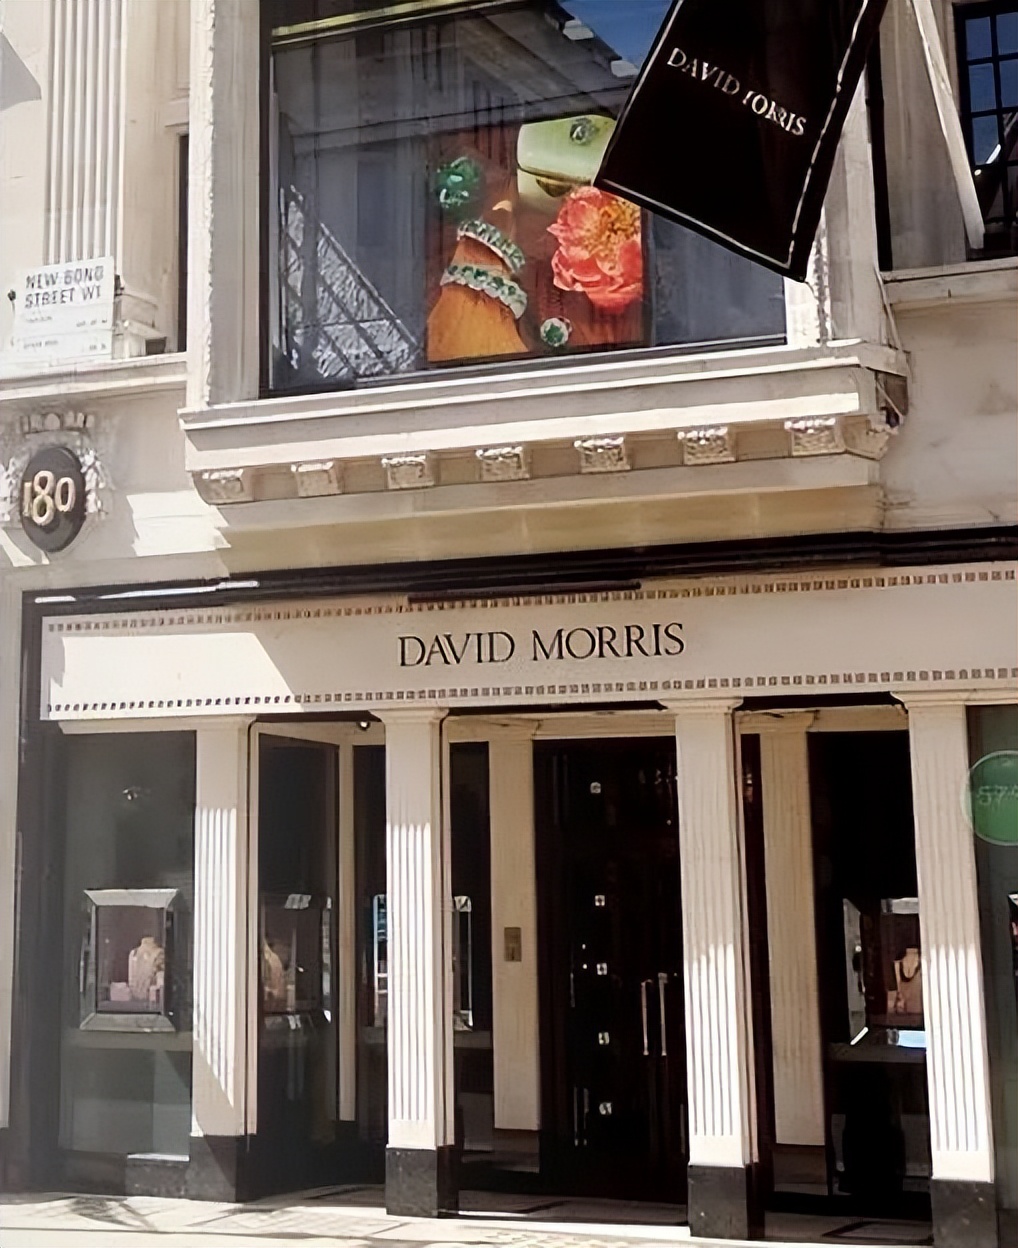 DAVID MORRIS
NEW BOND
STREET W1
180
DAVID MORRIS